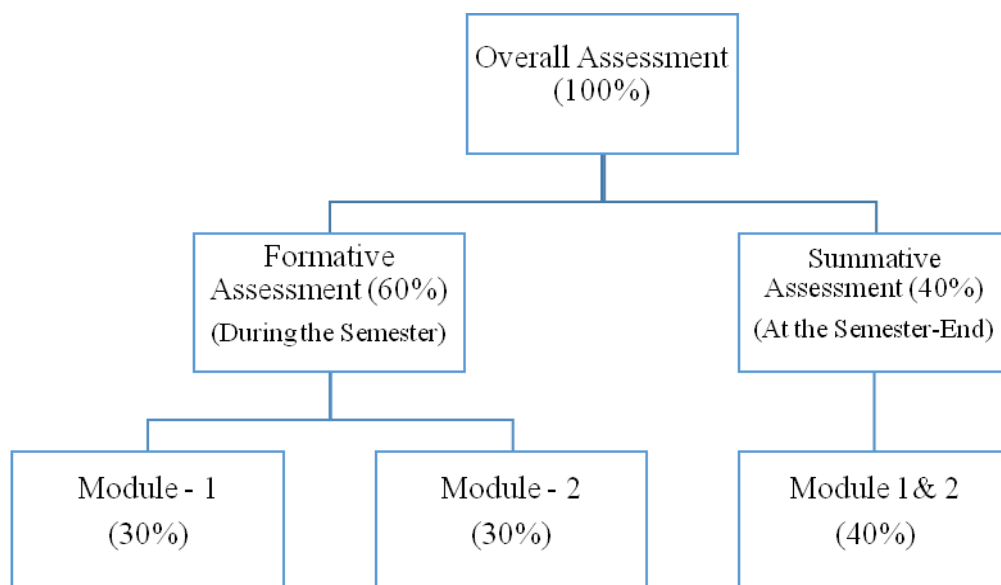 Overall Assessment
(100%)
Formative
Assessment (60%)
(During the Semester)
Summative
Assessment (40%)
(At the Semester-End)
Module - 1
(30%)
Module - 2
(30%)
Module 1& 2
(40%)